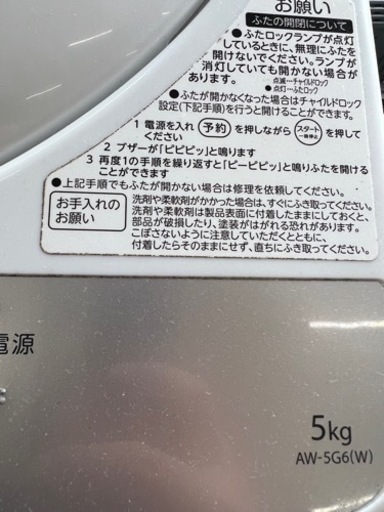 お願い
ふたの開閉について
●ふたロックランプが点灯
しているときに、無理にふたを
開けないでください。ランプが
消灯していても開かない場合が
あります。
点滅…チャイルドロック
●点灯…ふたロック
●ふたが開かなくなった場合はチャイルドロック
設定(下記手順)を行うと開けることができます。
1 電源を入れ 予約 を押しながら スタート 一時停止 を押して
ください
2 ブザーが「ピピピッ」と鳴ります
3 再度1の手順を繰り返すと「ピーピピッ」と鳴りふたを開ける
ことができます
●上記手順でもふたが開かない場合は修理を依頼してください。
お手入れの
お願い
洗剤や柔軟剤がかかった場合は、すぐにふき取ってください。
洗剤や柔軟剤は製品表面に付着したままにしておくと、
部品が破損したり、塗装がはがれる恐れがあります。
こぼさないように注意していただくとともに、
付着したらそのままにせず、直ちにふき取ってください。
電源
5kg
AW-5G6(W)